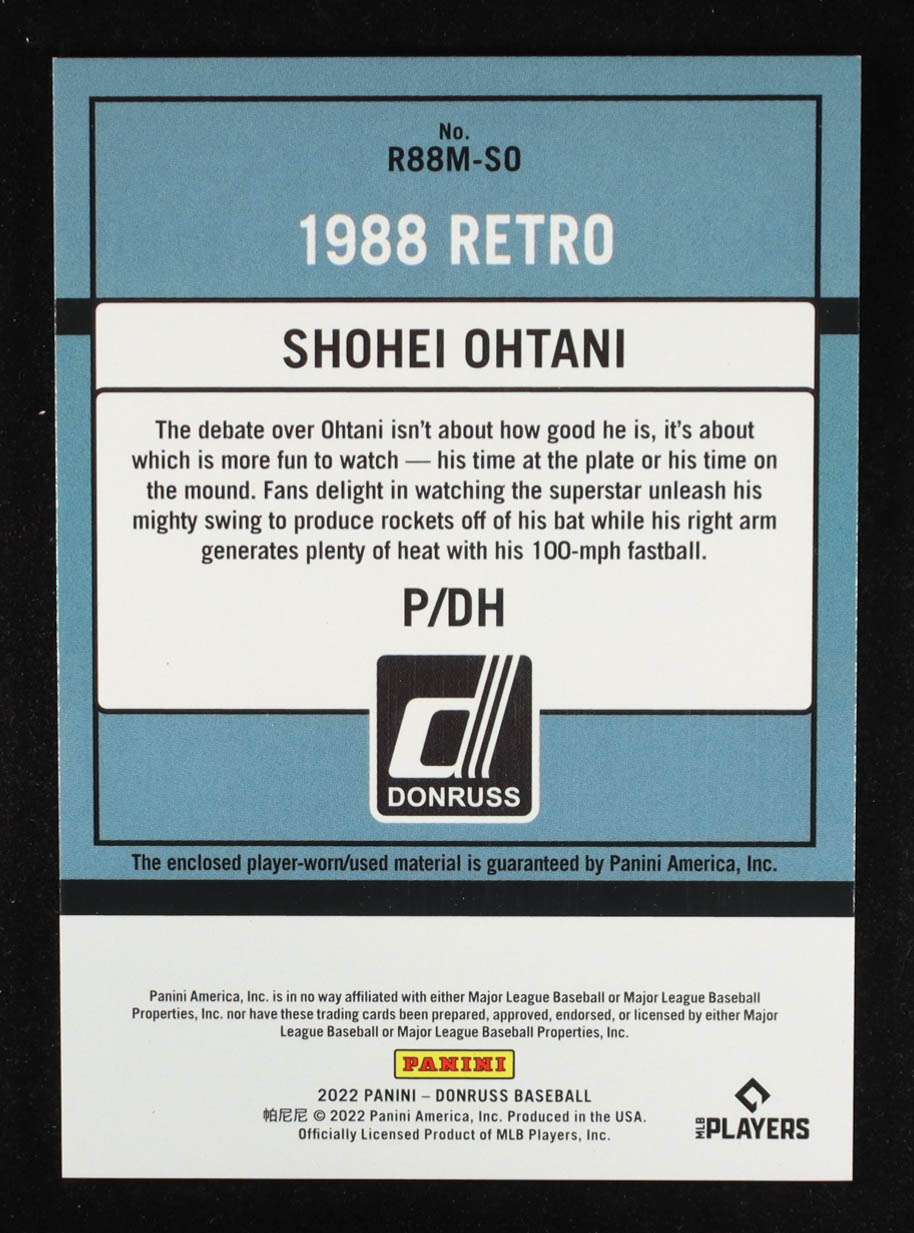 No.
R88M-SO
1988 RETRO
SHOHEI OHTANI
The debate over Ohtani isn't about how good he is, it's about
which is more fun to watch — his time at the plate or his time on
the mound. Fans delight in watching the superstar unleash his
mighty swing to produce rockets off of his bat while his right arm
generates plenty of heat with his 100-mph fastball.
P/DH
d
DONRUSS
The enclosed player-worn/used material is guaranteed by Panini America, Inc.
Panini America, Inc. is in no way affiliated with either Major League Baseball or Major League Baseball
Properties, Inc. nor have these trading cards been prepared, approved, endorsed, or licensed by either Major
League Baseball or Major League Baseball Properties, Inc.
PANINI
2022 PANINI – DONRUSS BASEBALL
帕尼尼 © 2022 Panini America, Inc. Produced in the USA.
Officially Licensed Product of MLB Players, Inc.
MLB PLAYERS